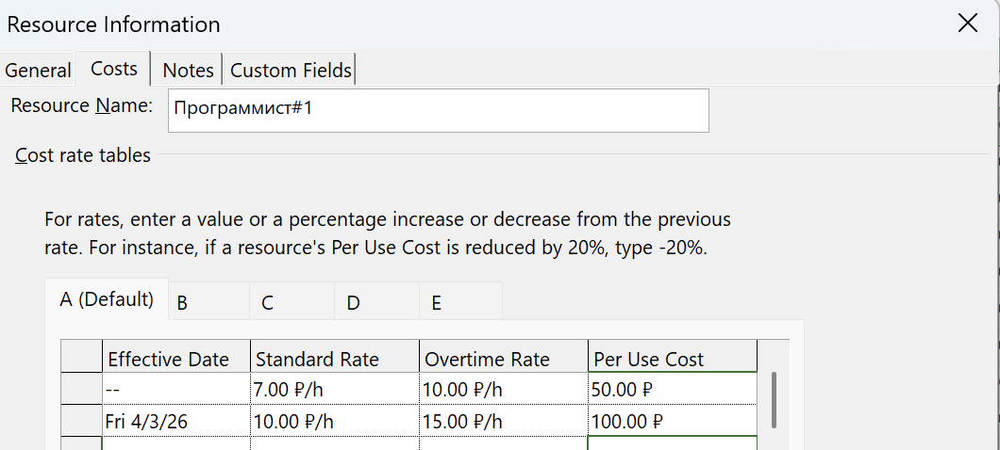 Resource Information
General Costs Notes Custom Fields
Resource Name: Программист#1
Cost rate tables
For rates, enter a value or a percentage increase or decrease from the previous
rate. For instance, if a resource's Per Use Cost is reduced by 20%, type -20%.
A (Default) B C D E
Effective Date Standard Rate Overtime Rate Per Use Cost
-- 7.00 ₽/h 10.00 ₽/h 50.00 ₽
Fri 4/3/26 10.00 ₽/h 15.00 ₽/h 100.00 ₽